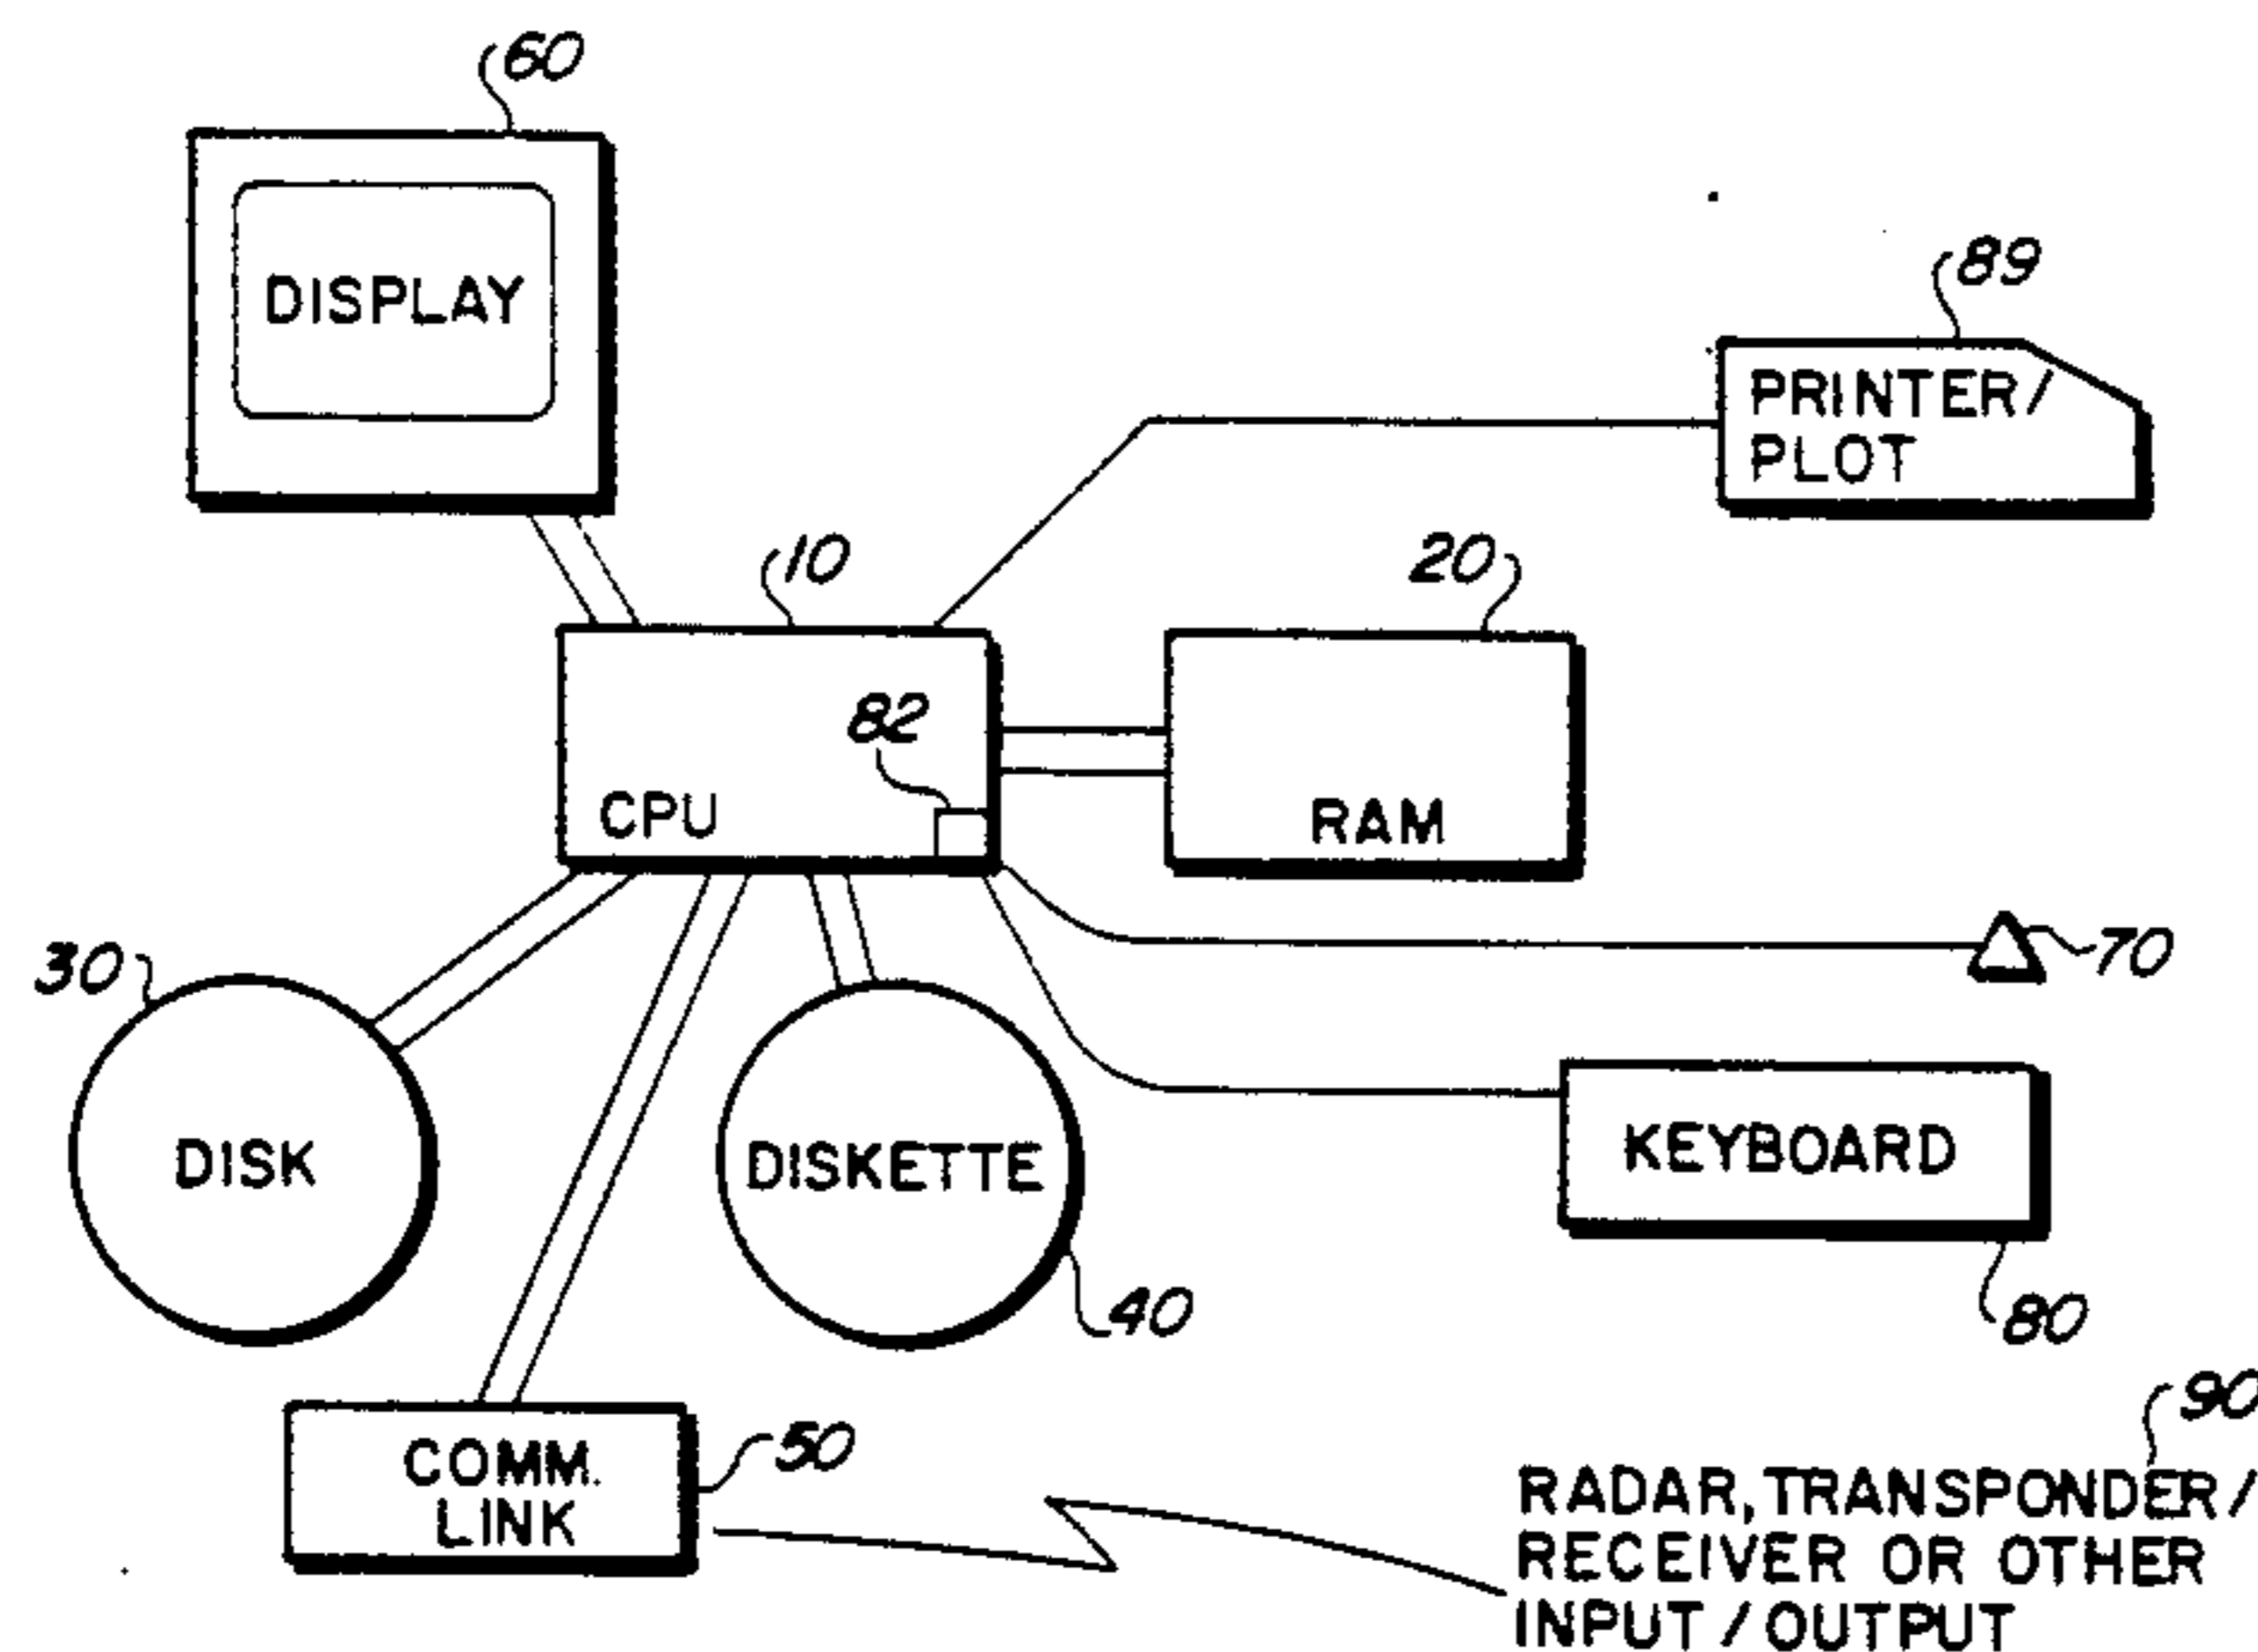 60
DISPLAY
89
PRINTER/
PLOT
10
20
82
CPU
RAM
30
70
DISK
DISKETTE
KEYBOARD
40
80
COMM.
LINK
50
90
RADAR, TRANSPONDER/
RECEIVER OR OTHER
INPUT / OUTPUT